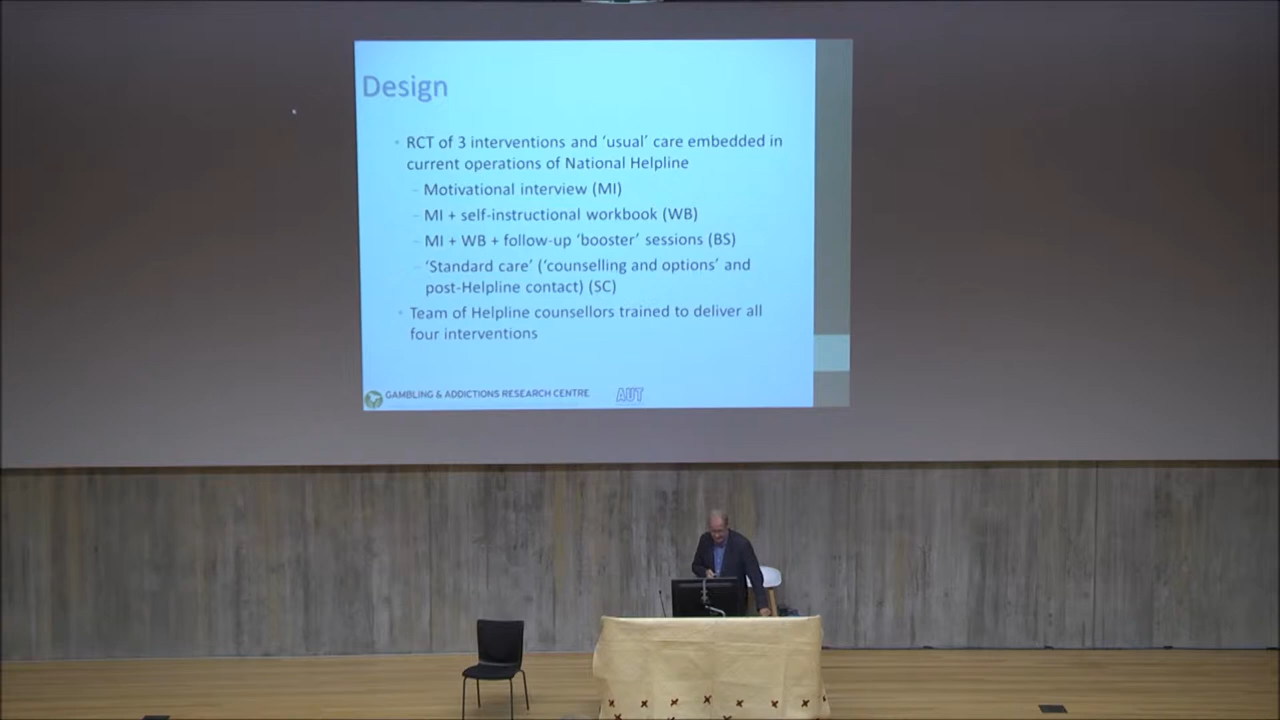 Design
RCT of 3 interventions and ‘usual’ care embedded in
current operations of National Helpline
Motivational interview (MI)
MI + self-instructional workbook (WB)
MI + WB + follow-up ‘booster’ sessions (BS)
‘Standard care’ (‘counselling and options’ and
post-Helpline contact) (SC)
Team of Helpline counsellors trained to deliver all
four interventions
GAMBLING & ADDICTIONS RESEARCH CENTRE
AUT